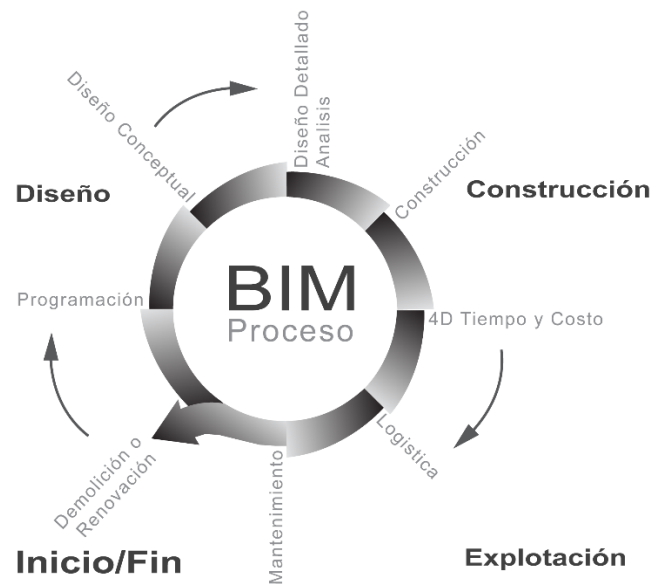 Diseño Conceptual
Diseño Detallado
Analisis
Diseño
Construcción
Construcción
Programación
BIM
Proceso
4D Tiempo y Costo
Logistica
Mantenimiento
Demolición o
Renovación
Inicio/Fin
Explotación